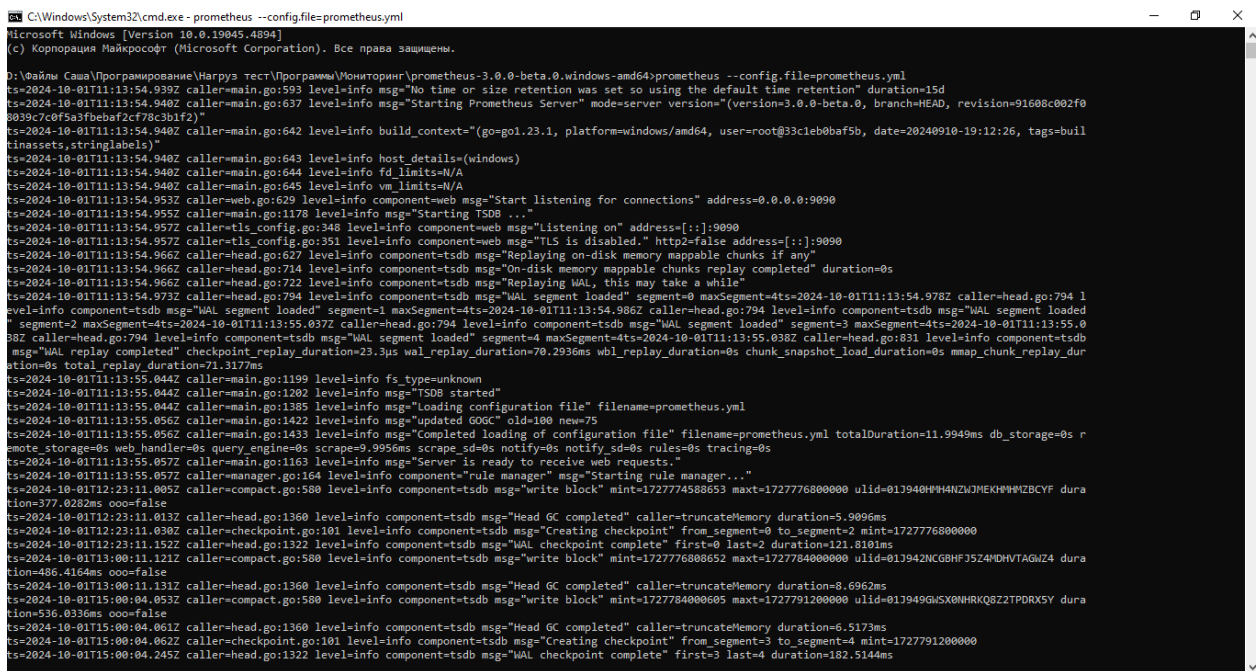 C:\Windows\System32\cmd.exe - prometheus --config.file=prometheus.yml
Microsoft Windows [Version 10.0.19045.4894]
(c) Корпорация Майкрософт (Microsoft Corporation). Все права защищены.
D:\Файлы Саша\Програмирование\Нагруз тест\Программы\Мониторинг\prometheus-3.0.0-beta.0.windows-amd64>prometheus --config.file=prometheus.yml
ts=2024-10-01T11:13:54.939Z caller=main.go:593 level=info msg="No time or size retention was set so using the default time retention" duration=15d
ts=2024-10-01T11:13:54.940Z caller=main.go:637 level=info msg="Starting Prometheus Server" mode=server version="(version=3.0.0-beta.0, branch=HEAD, revision=91608c002f0
8039c7c0f5a3fbebaf2cf78c3b1f2)"
ts=2024-10-01T11:13:54.940Z caller=main.go:642 level=info build_context="(go=go1.23.1, platform=windows/amd64, user=root@33c1eb0baf5b, date=20240910-19:12:26, tags=buil
tinassets,stringlabels)"
ts=2024-10-01T11:13:54.940Z caller=main.go:643 level=info host_details=(windows)
ts=2024-10-01T11:13:54.940Z caller=main.go:644 level=info fd_limits=N/A
ts=2024-10-01T11:13:54.940Z caller=main.go:645 level=info vm_limits=N/A
ts=2024-10-01T11:13:54.953Z caller=web.go:629 level=info component=web msg="Start listening for connections" address=0.0.0.0:9090
ts=2024-10-01T11:13:54.955Z caller=main.go:1178 level=info msg="Starting TSDB ..."
ts=2024-10-01T11:13:54.957Z caller=tls_config.go:348 level=info component=web msg="Listening on" address=[::]:9090
ts=2024-10-01T11:13:54.957Z caller=tls_config.go:351 level=info component=web msg="TLS is disabled." http2=false address=[::]:9090
ts=2024-10-01T11:13:54.966Z caller=head.go:627 level=info component=tsdb msg="Replaying on-disk memory mappable chunks if any"
ts=2024-10-01T11:13:54.966Z caller=head.go:714 level=info component=tsdb msg="On-disk memory mappable chunks replay completed" duration=0s
ts=2024-10-01T11:13:54.966Z caller=head.go:722 level=info component=tsdb msg="Replaying WAL, this may take a while"
ts=2024-10-01T11:13:54.973Z caller=head.go:794 level=info component=tsdb msg="WAL segment loaded" segment=0 maxSegment=4ts=2024-10-01T11:13:54.978Z caller=head.go:794 l
evel=info component=tsdb msg="WAL segment loaded" segment=1 maxSegment=4ts=2024-10-01T11:13:54.986Z caller=head.go:794 level=info component=tsdb msg="WAL segment loaded
" segment=2 maxSegment=4ts=2024-10-01T11:13:55.037Z caller=head.go:794 level=info component=tsdb msg="WAL segment loaded" segment=3 maxSegment=4ts=2024-10-01T11:13:55.0
38Z caller=head.go:794 level=info component=tsdb msg="WAL segment loaded" segment=4 maxSegment=4ts=2024-10-01T11:13:55.038Z caller=head.go:831 level=info component=tsdb
 msg="WAL replay completed" checkpoint_replay_duration=23.3µs wal_replay_duration=70.2936ms wbl_replay_duration=0s chunk_snapshot_load_duration=0s mmap_chunk_replay_dur
ation=0s total_replay_duration=71.3177ms
ts=2024-10-01T11:13:55.044Z caller=main.go:1199 level=info fs_type=unknown
ts=2024-10-01T11:13:55.044Z caller=main.go:1202 level=info msg="TSDB started"
ts=2024-10-01T11:13:55.044Z caller=main.go:1385 level=info msg="Loading configuration file" filename=prometheus.yml
ts=2024-10-01T11:13:55.056Z caller=main.go:1422 level=info msg="updated GOGC" old=100 new=75
ts=2024-10-01T11:13:55.056Z caller=main.go:1433 level=info msg="Completed loading of configuration file" filename=prometheus.yml totalDuration=11.9949ms db_storage=0s r
emote_storage=0s web_handler=0s query_engine=0s scrape=9.9956ms scrape_sd=0s notify=0s notify_sd=0s rules=0s tracing=0s
ts=2024-10-01T11:13:55.057Z caller=main.go:1163 level=info msg="Server is ready to receive web requests."
ts=2024-10-01T11:13:55.057Z caller=manager.go:164 level=info component="rule manager" msg="Starting rule manager..."
ts=2024-10-01T12:23:11.005Z caller=compact.go:580 level=info component=tsdb msg="write block" mint=1727774588653 maxt=1727776800000 ulid=01J940HMH4NZWJMEKHMHMZBCYF dura
tion=377.0282ms ooo=false
ts=2024-10-01T12:23:11.013Z caller=head.go:1360 level=info component=tsdb msg="Head GC completed" caller=truncateMemory duration=5.9096ms
ts=2024-10-01T12:23:11.030Z caller=checkpoint.go:101 level=info component=tsdb msg="Creating checkpoint" from_segment=0 to_segment=2 mint=1727776800000
ts=2024-10-01T12:23:11.152Z caller=head.go:1322 level=info component=tsdb msg="WAL checkpoint complete" first=0 last=2 duration=121.8101ms
ts=2024-10-01T13:00:11.121Z caller=compact.go:580 level=info component=tsdb msg="write block" mint=1727776808652 maxt=1727784000000 ulid=01J942NCGBHFJ5Z4MDHVTAGWZ4 dura
tion=486.4164ms ooo=false
ts=2024-10-01T13:00:11.131Z caller=head.go:1360 level=info component=tsdb msg="Head GC completed" caller=truncateMemory duration=8.6962ms
ts=2024-10-01T15:00:04.053Z caller=compact.go:580 level=info component=tsdb msg="write block" mint=1727784000605 maxt=1727791200000 ulid=01J949GWSX0NHRKQ8Z2TPDRX5Y dura
tion=536.0336ms ooo=false
ts=2024-10-01T15:00:04.061Z caller=head.go:1360 level=info component=tsdb msg="Head GC completed" caller=truncateMemory duration=6.5173ms
ts=2024-10-01T15:00:04.062Z caller=checkpoint.go:101 level=info component=tsdb msg="Creating checkpoint" from_segment=3 to_segment=4 mint=1727791200000
ts=2024-10-01T15:00:04.245Z caller=head.go:1322 level=info component=tsdb msg="WAL checkpoint complete" first=3 last=4 duration=182.5144ms